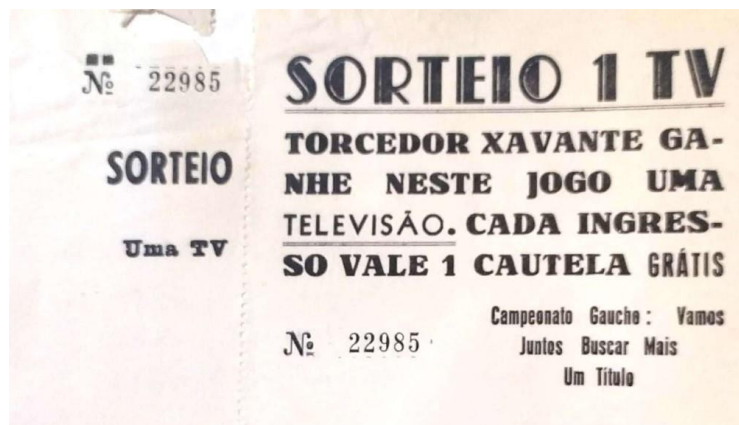 Nº 22985
SORTEIO
Uma TV
SORTEIO 1 TV
TORCEDOR XAVANTE GA-
NHE NESTE JOGO UMA
TELEVISÃO. CADA INGRES-
SO VALE 1 CAUTELA GRÁTIS
Nº 22985
Campeonato Gauche: Vamos
Juntos Buscar Mais
Um Título